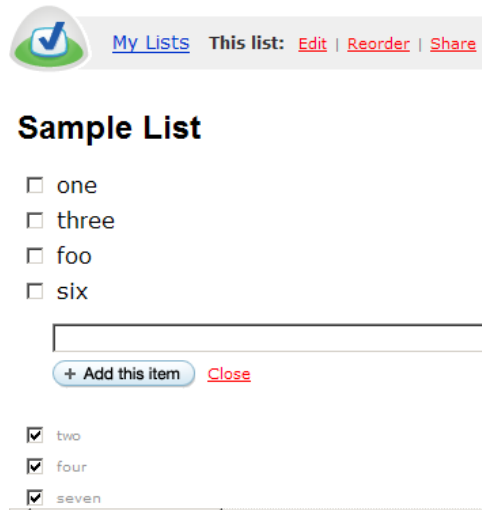 My Lists This list: Edit | Reorder | Share
Sample List
one
three
foo
six
+ Add this item Close
two
four
seven